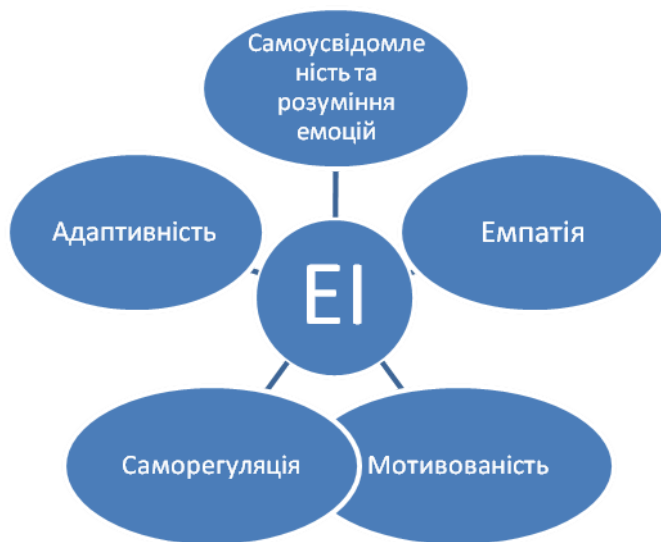 Самоусвідомле
ність та
розуміння
емоцій
Адаптивність
Емпатія
ЕІ
Саморегуляція
Мотивованість